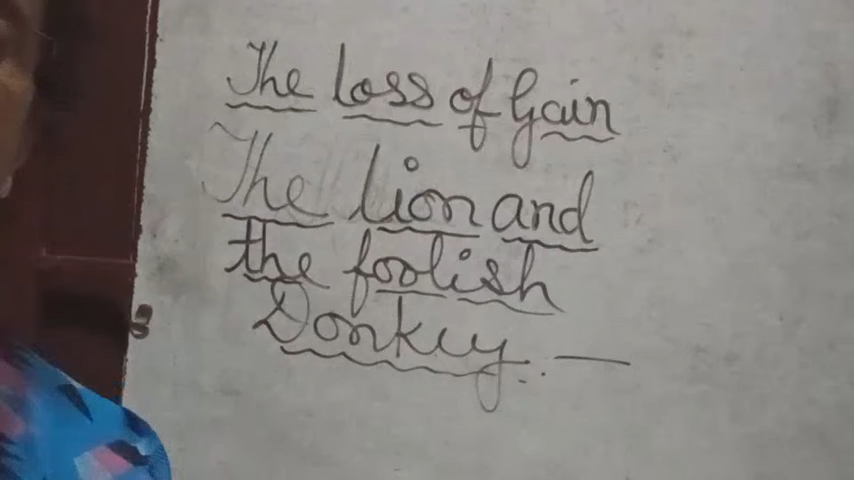 The loss of Gain
The lion and
the foolish
Donkey. —